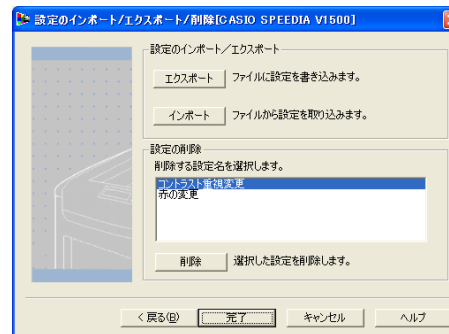 設定のインポート/エクスポート/削除[CASIO SPEEDIA V1500]
設定のインポート/エクスポート
エクスポート ファイルに設定を書き込みます。
インポート ファイルから設定を取り込みます。
設定の削除
削除する設定名を選択します。
コントラスト重視変更
赤の変更
削除 選択した設定を削除します。
< 戻る(B) 完了 キャンセル ヘルプ